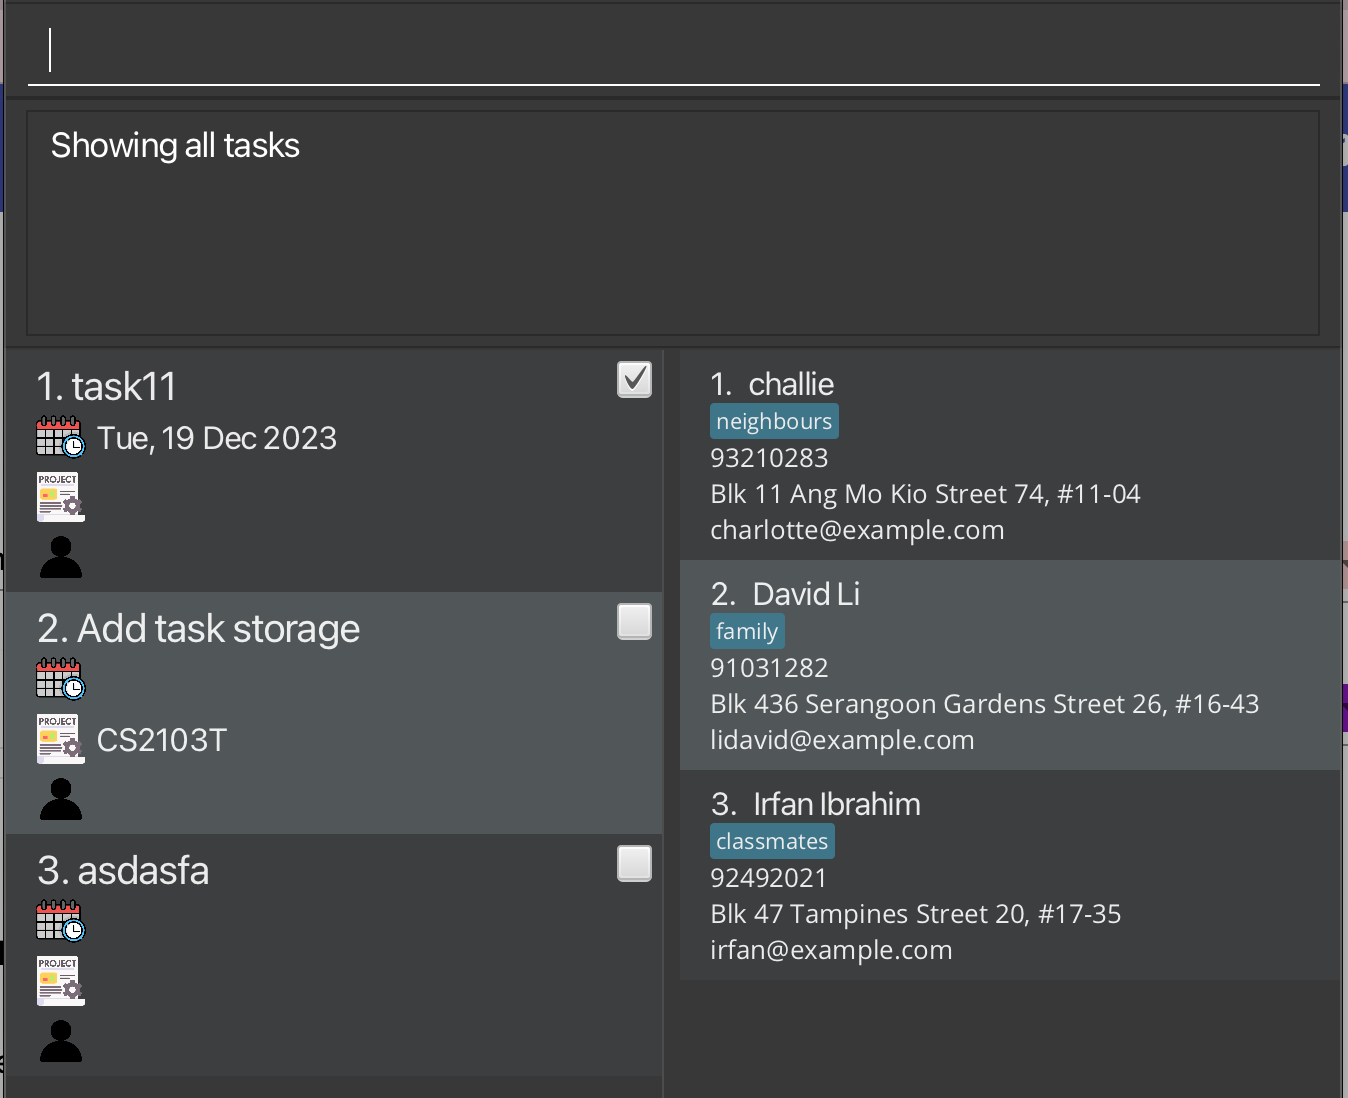 Showing all tasks
1. task11
Tue, 19 Dec 2023
PROJECT
2. Add task storage
PROJECT
CS2103T
3. asdasfa
PROJECT
1. challie
neighbours
93210283
Blk 11 Ang Mo Kio Street 74, #11-04
charlotte@example.com
2. David Li
family
91031282
Blk 436 Serangoon Gardens Street 26, #16-43
lidavid@example.com
3. Irfan Ibrahim
classmates
92492021
Blk 47 Tampines Street 20, #17-35
irfan@example.com